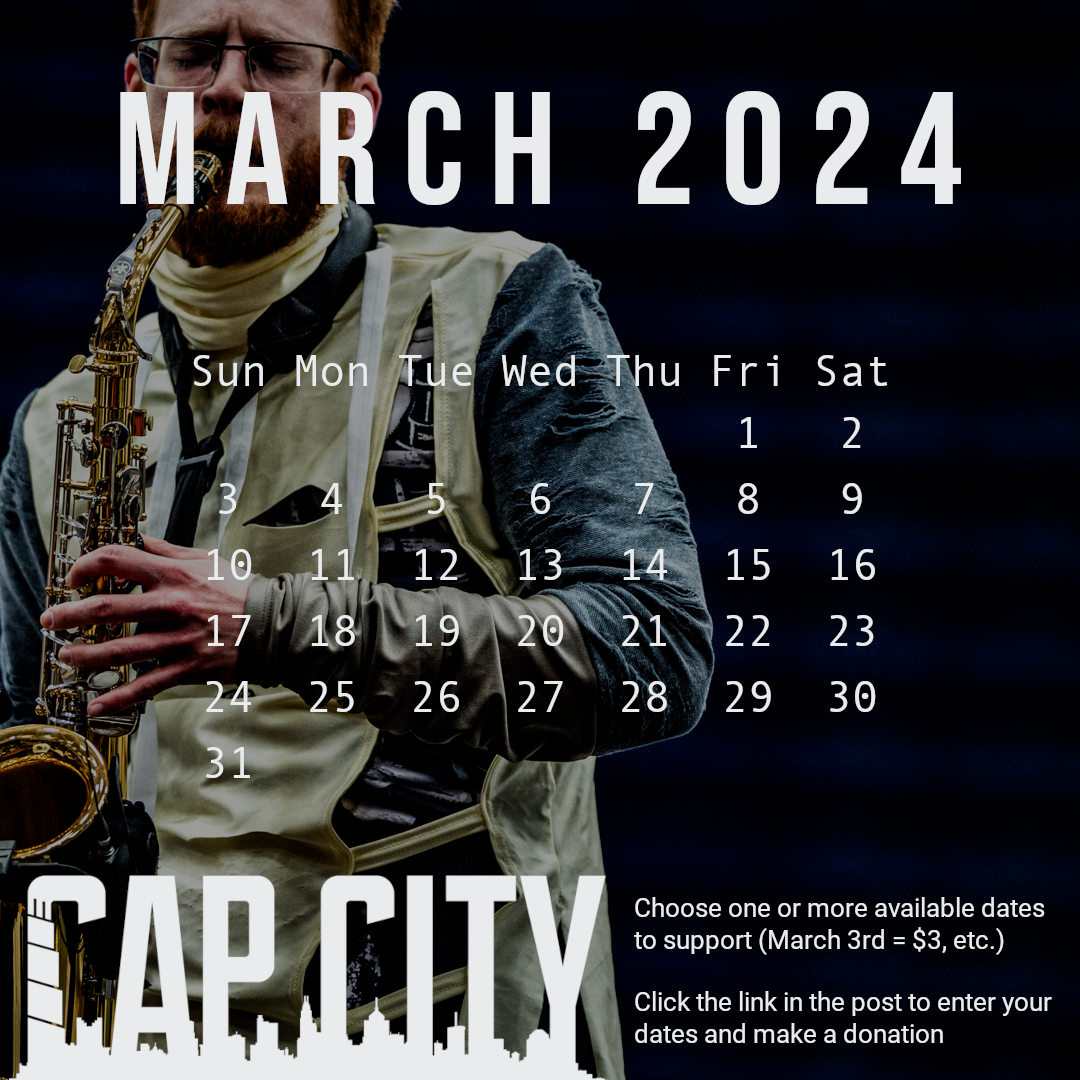 MARCH 2024
Sun Mon Tue Wed Thu Fri Sat
1 2
3 4 5 6 7 8 9
10 11 12 13 14 15 16
17 18 19 20 21 22 23
24 25 26 27 28 29 30
31
CAP CITY
Choose one or more available dates
to support (March 3rd = $3, etc.)
Click the link in the post to enter your
dates and make a donation